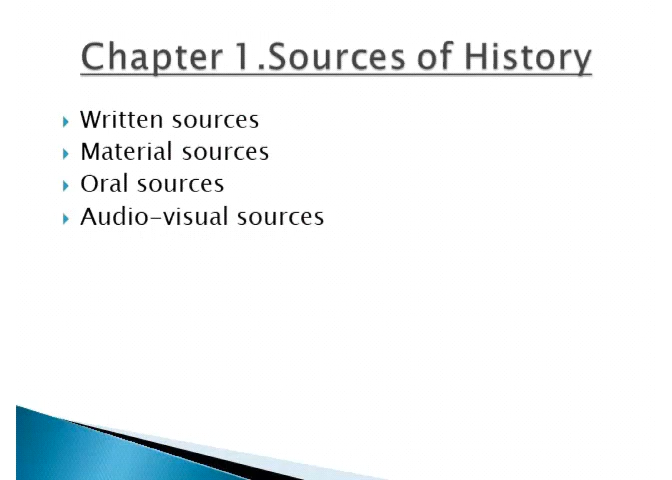 Chapter 1.Sources of History
Written sources
Material sources
Oral sources
Audio-visual sources